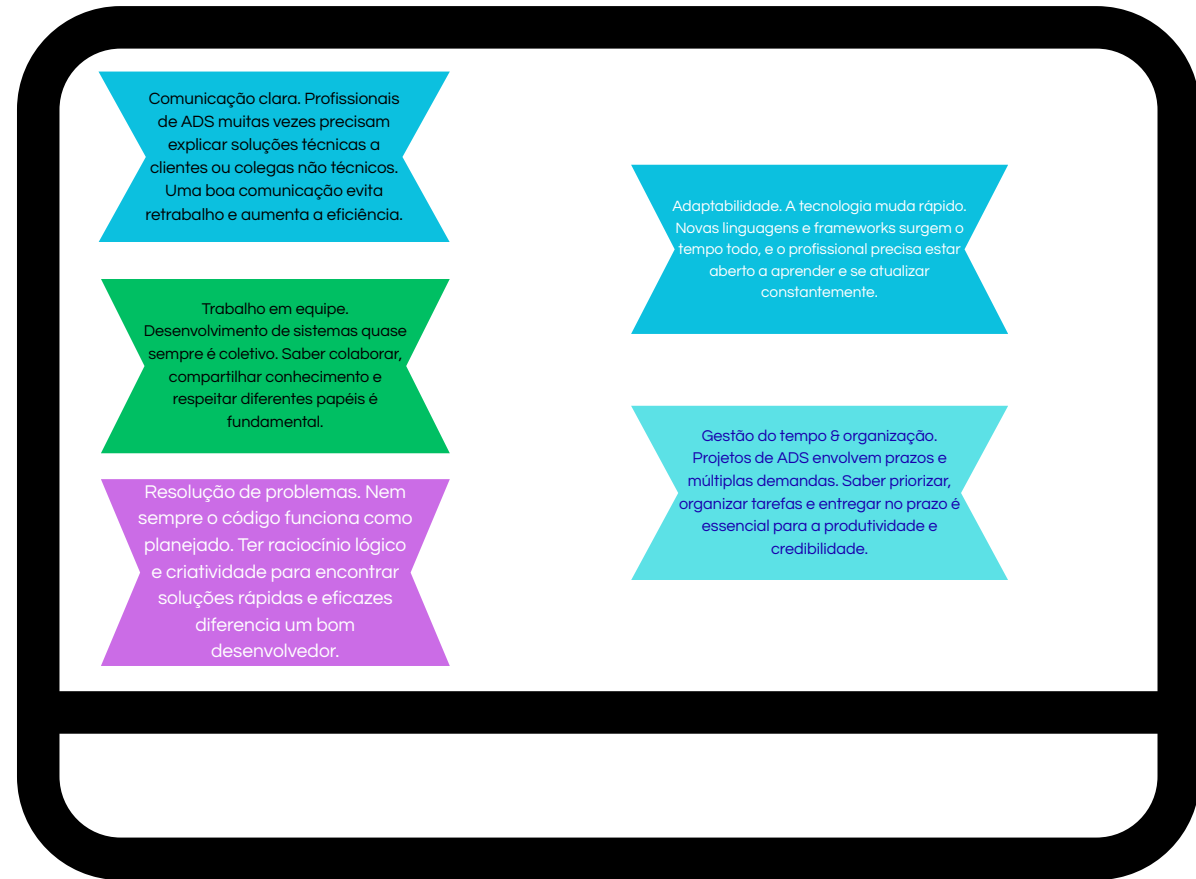 Comunicação clara. Profissionais
de ADS muitas vezes precisam
explicar soluções técnicas a
clientes ou colegas não técnicos.
Uma boa comunicação evita
retrabalho e aumenta a eficiência.
Trabalho em equipe.
Desenvolvimento de sistemas quase
sempre é coletivo. Saber colaborar,
compartilhar conhecimento e
respeitar diferentes papéis é
fundamental.
Resolução de problemas. Nem
sempre o código funciona como
planejado. Ter raciocínio lógico
e criatividade para encontrar
soluções rápidas e eficazes
diferencia um bom
desenvolvedor.
Adaptabilidade. A tecnologia muda rápido.
Novas linguagens e frameworks surgem o
tempo todo, e o profissional precisa estar
aberto a aprender e se atualizar
constantemente.
Gestão do tempo & organização.
Projetos de ADS envolvem prazos e
múltiplas demandas. Saber priorizar,
organizar tarefas e entregar no prazo é
essencial para a produtividade e
credibilidade.